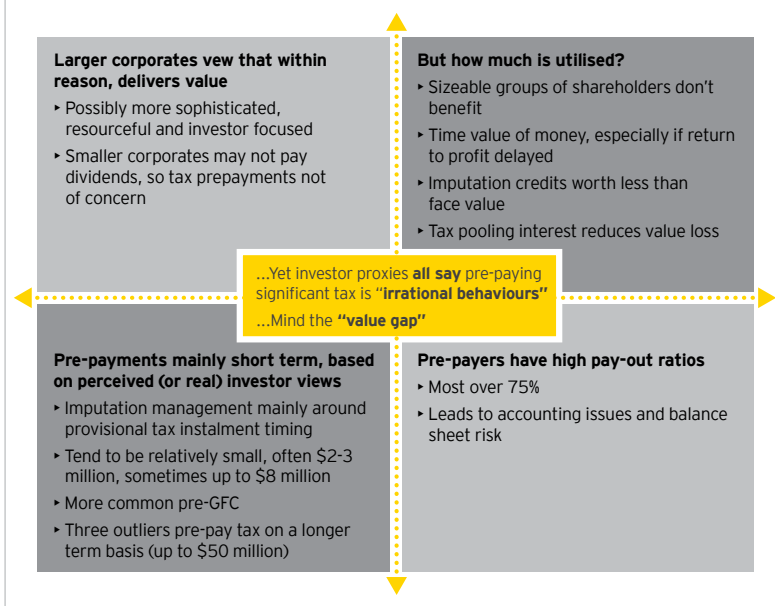 Larger corporates vew that within
reason, delivers value
‣ Possibly more sophisticated,
resourceful and investor focused
‣ Smaller corporates may not pay
dividends, so tax prepayments not
of concern
But how much is utilised?
‣ Sizeable groups of shareholders don’t
benefit
‣ Time value of money, especially if return
to profit delayed
‣ Imputation credits worth less than
face value
‣ Tax pooling interest reduces value loss
...Yet investor proxies all say pre-paying
significant tax is “irrational behaviours”
...Mind the “value gap”
Pre-payments mainly short term, based
on perceived (or real) investor views
‣ Imputation management mainly around
provisional tax instalment timing
‣ Tend to be relatively small, often $2-3
million, sometimes up to $8 million
‣ More common pre-GFC
‣ Three outliers pre-pay tax on a longer
term basis (up to $50 million)
Pre-payers have high pay-out ratios
‣ Most over 75%
‣ Leads to accounting issues and balance
sheet risk